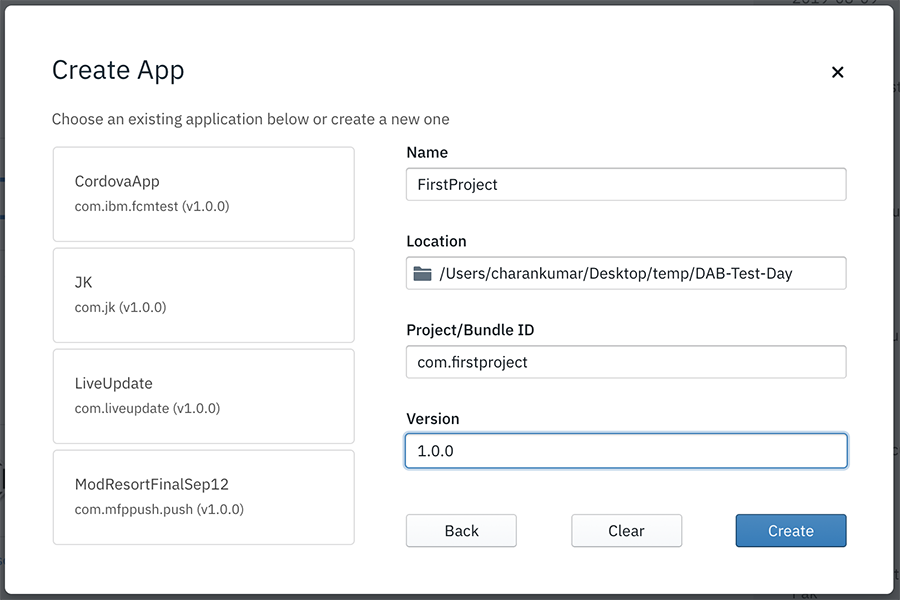 Create App
Choose an existing application below or create a new one
CordovaApp
com.ibm.fcmtest (v1.0.0)
JK
com.jk (v1.0.0)
LiveUpdate
com.liveupdate (v1.0.0)
ModResortFinalSep12
com.mfppush.push (v1.0.0)
Name
FirstProject
Location
/Users/charankumar/Desktop/temp/DAB-Test-Day
Project/Bundle ID
com.firstproject
Version
1.0.0
Back
Clear
Create